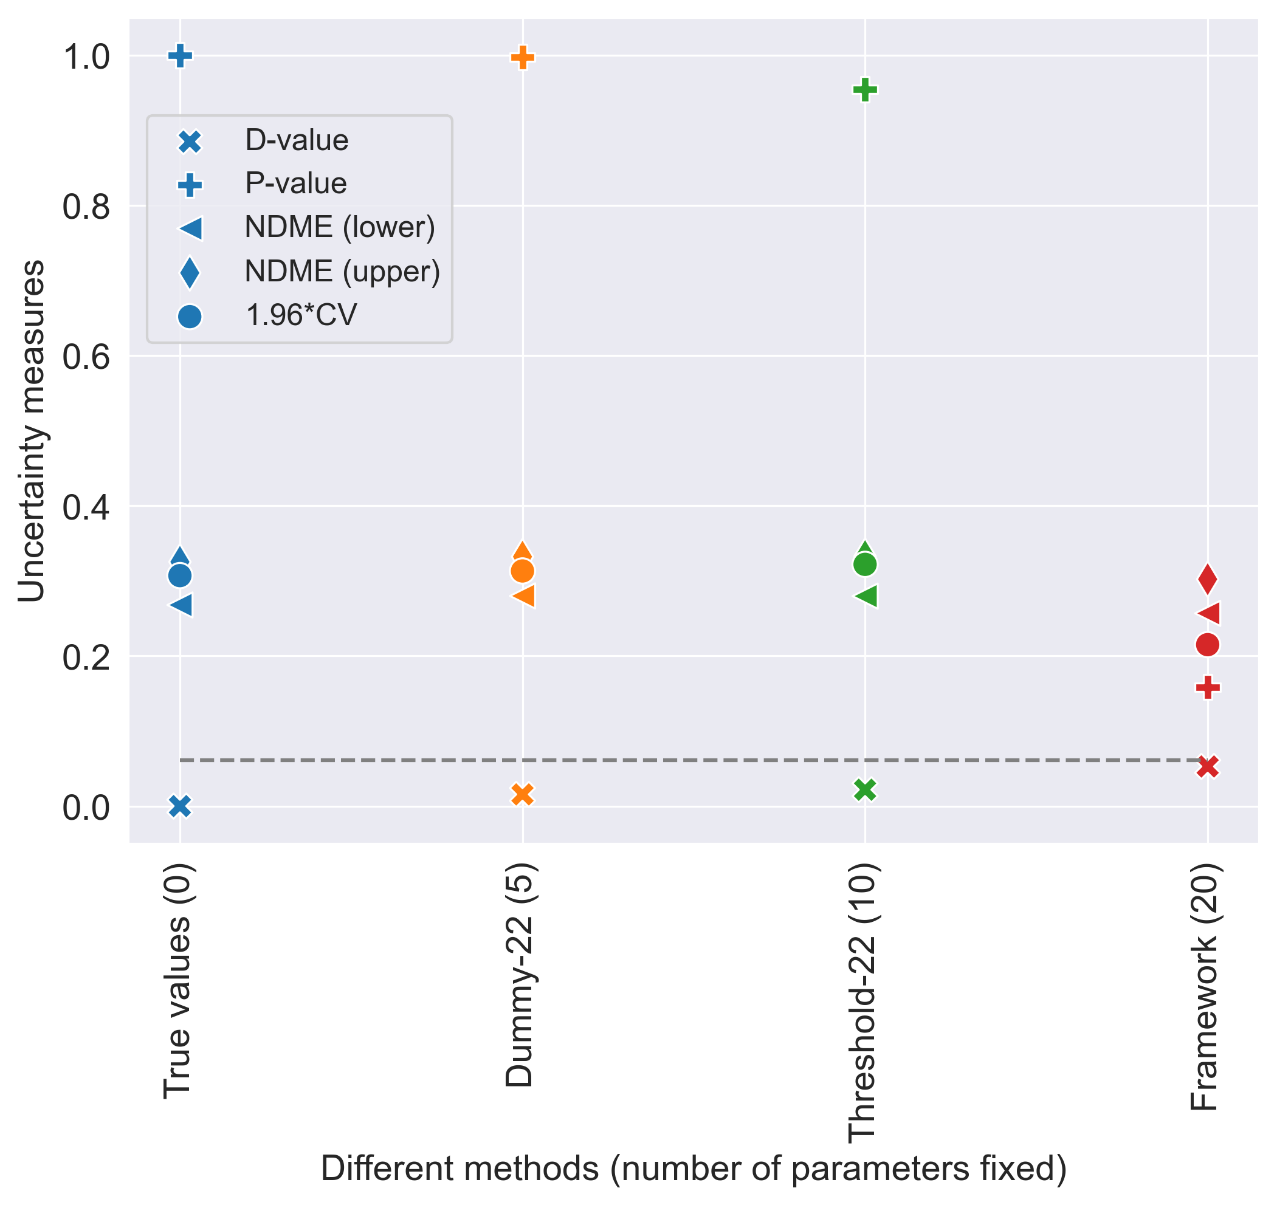 1.0
0.8
0.6
0.4
0.2
0.0
Uncertainty measures
D-value
P-value
NDME (lower)
NDME (upper)
1.96*CV
True values (0)
Dummy-22 (5)
Threshold-22 (10)
Framework (20)
Different methods (number of parameters fixed)